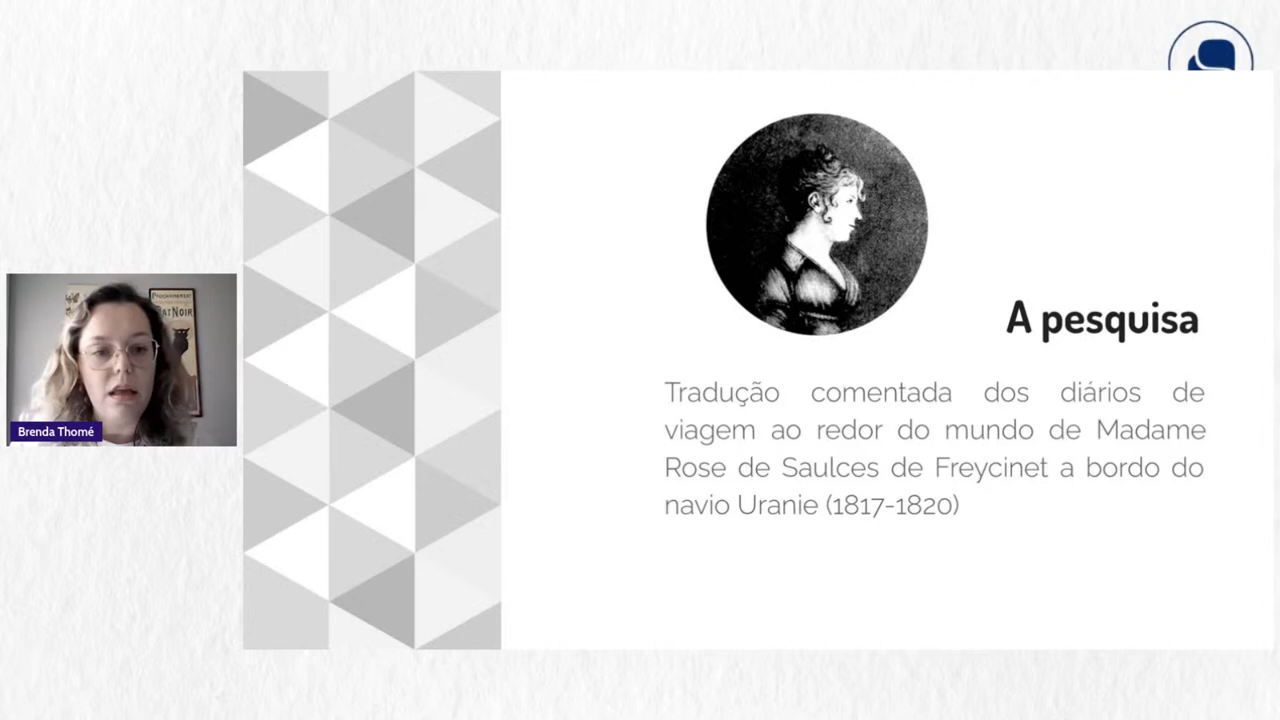 A pesquisa
Tradução comentada dos diários de
viagem ao redor do mundo de Madame
Rose de Saulces de Freycinet a bordo do
navio Uranie (1817-1820)
Brenda Thomé